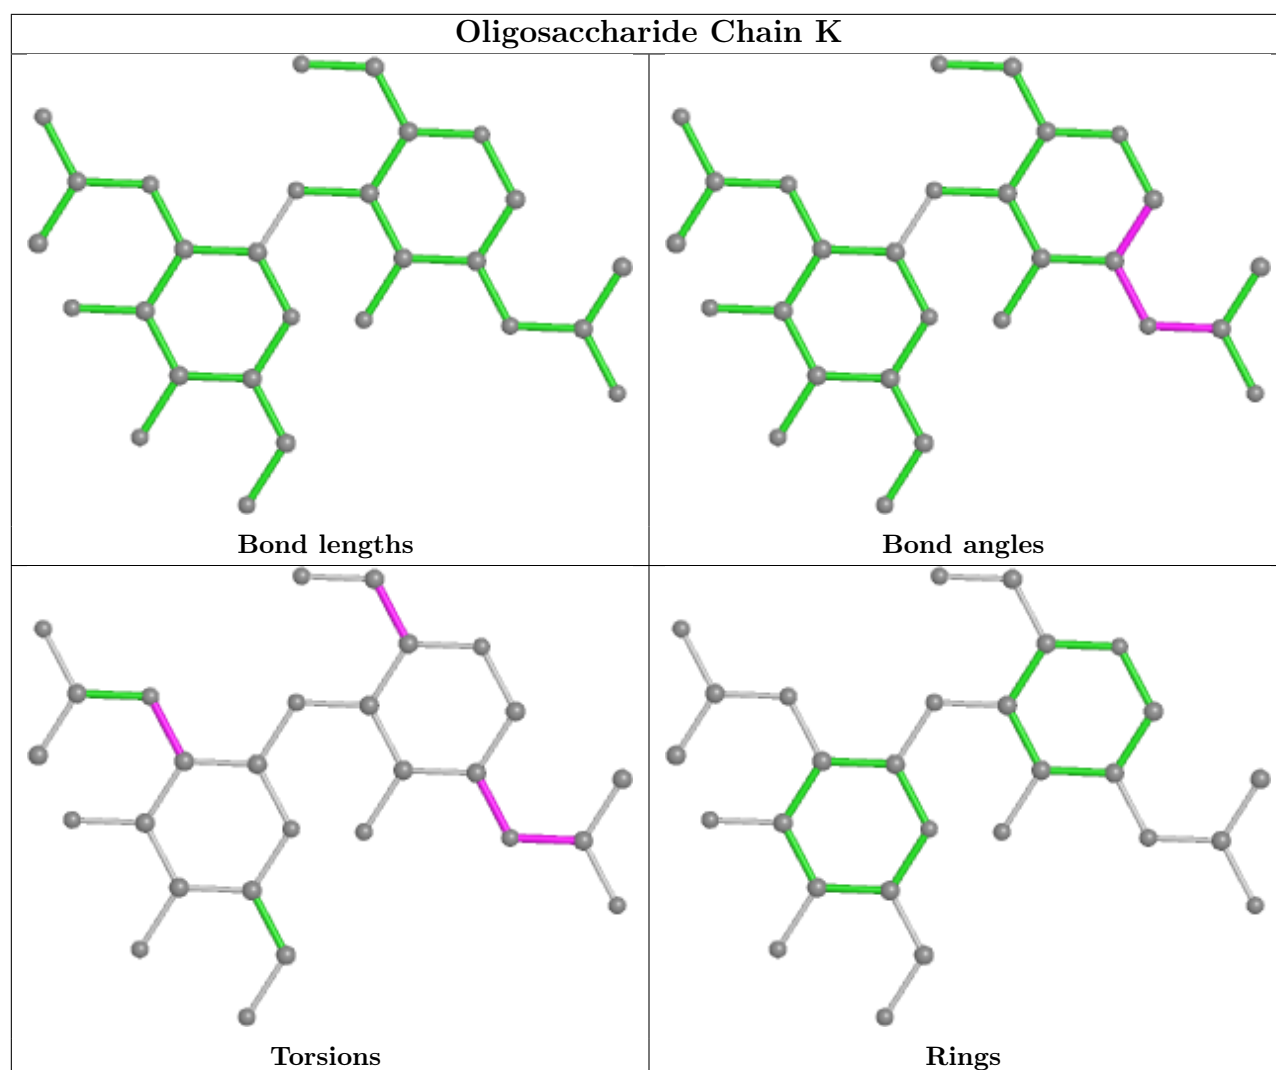 Oligosaccharide Chain K
Bond lengths
Bond angles
Torsions
Rings